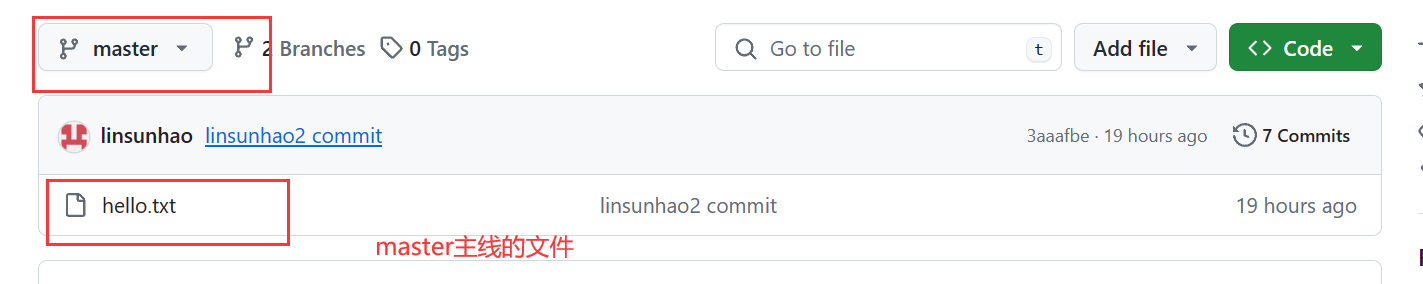 master 2 Branches 0 Tags Go to file t Add file Code
linsunhao linsunhao2 commit 3aaafbe · 19 hours ago 7 Commits
hello.txt linsunhao2 commit 19 hours ago
master主线的文件